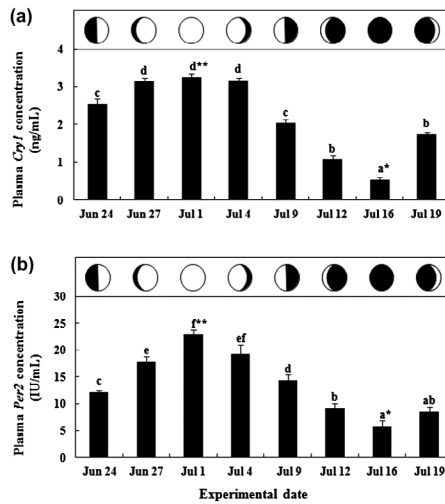 (a)
Plasma Cry1 concentration
(ng/mL)
4
3
2
1
0
c
d
d**
d
c
b
a*
b
Jun 24 Jun 27 Jul 1 Jul 4 Jul 9 Jul 12 Jul 16 Jul 19
(b)
Plasma Per2 concentration
(IU/mL)
30
25
20
15
10
5
0
c
e
f**
ef
d
b
a*
ab
Jun 24 Jun 27 Jul 1 Jul 4 Jul 9 Jul 12 Jul 16 Jul 19
Experimental date